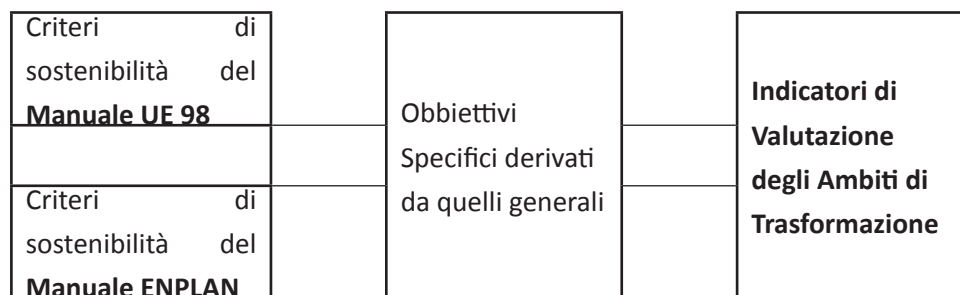 Criteri di
sostenibilità del
Manuale UE 98
Criteri di
sostenibilità del
Manuale ENPLAN
Obbiettivi
Specifici derivati
da quelli generali
Indicatori di
Valutazione
degli Ambiti di
Trasformazione